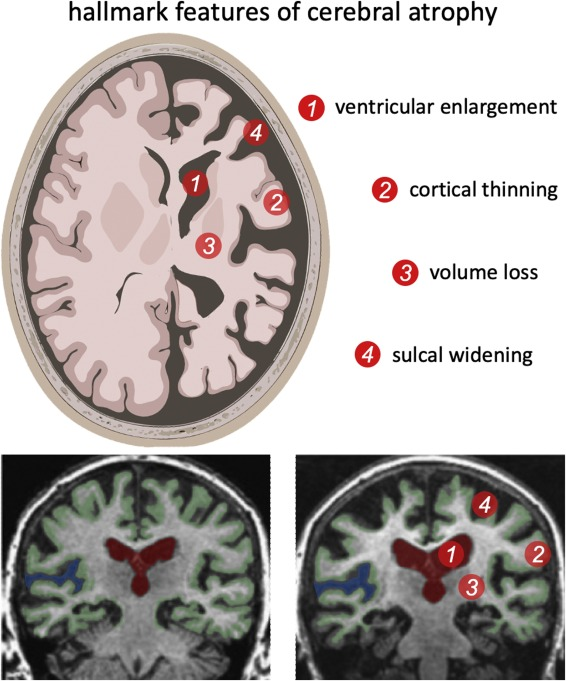 hallmark features of cerebral atrophy
1 ventricular enlargement
4
1
2 cortical thinning
2
3
3 volume loss
4 sulcal widening
4
1
2
3